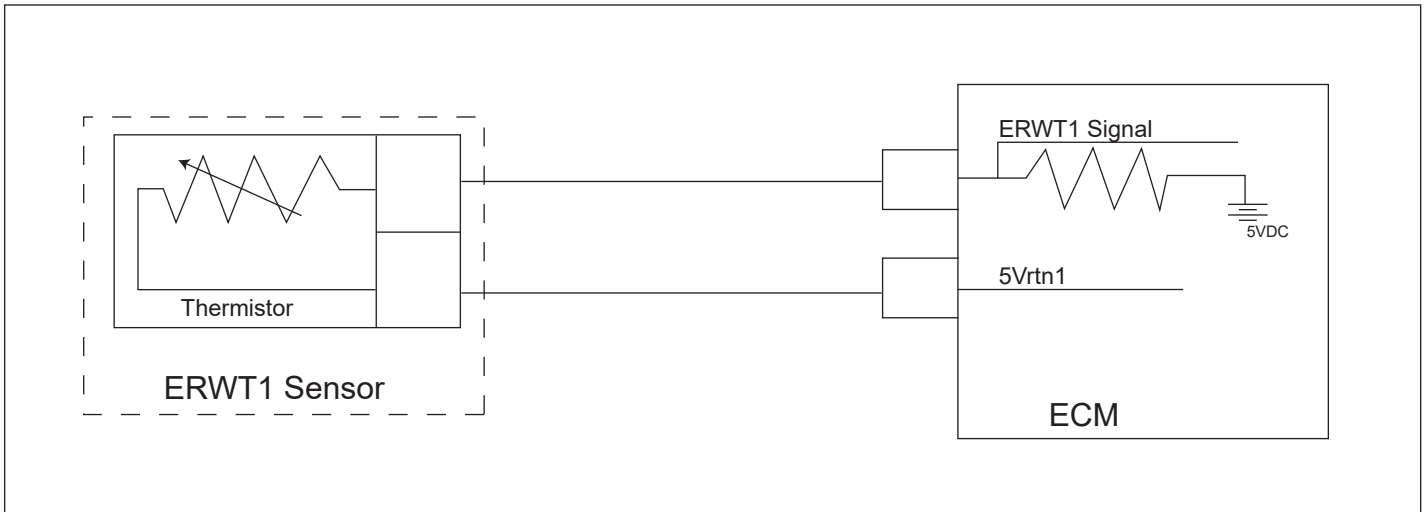 ERWT1 Signal
5VDC
5Vrtn1
Thermistor
ERWT1 Sensor
ECM